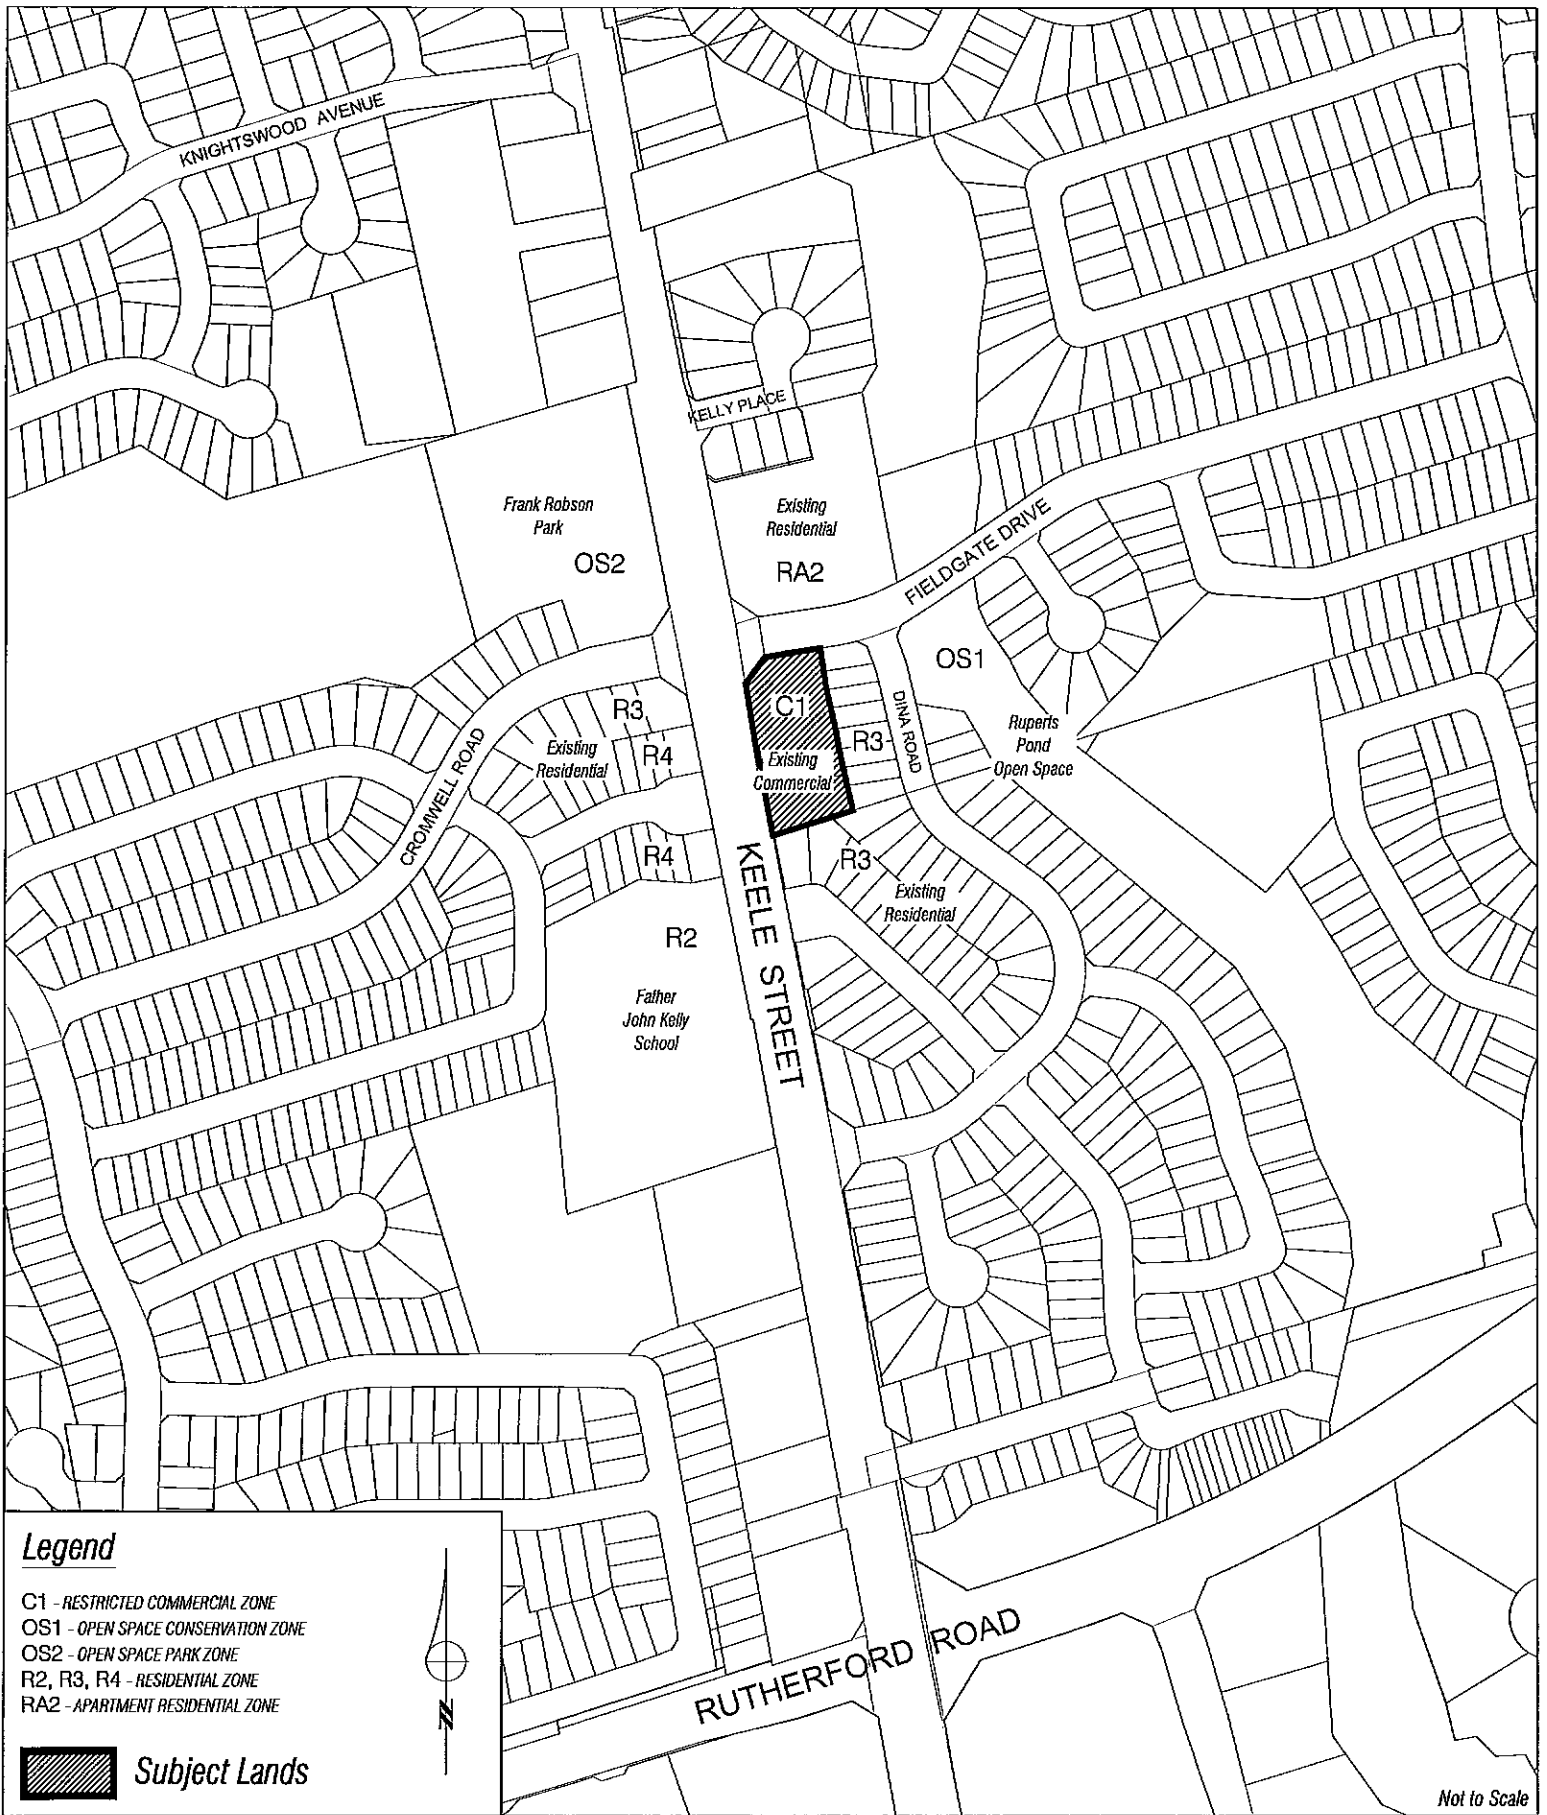 KNIGHTSWOOD AVENUE
KELLY PLACE
Frank Robson
Park
OS2
Existing
Residential
RA2
FIELDGATE DRIVE
OS1
C1
Existing
Commercial
R3
DINA ROAD
Ruperts
Pond
Open Space
R3
R4
Existing
Residential
CROMWELL ROAD
R4
R3
Existing
Residential
R2
Father
John Kelly
School
KEELE STREET
RUTHERFORD ROAD
Legend
C1 - RESTRICTED COMMERCIAL ZONE
OS1 - OPEN SPACE CONSERVATION ZONE
OS2 - OPEN SPACE PARK ZONE
R2, R3, R4 - RESIDENTIAL ZONE
RA2 - APARTMENT RESIDENTIAL ZONE
N
Subject Lands
Not to Scale